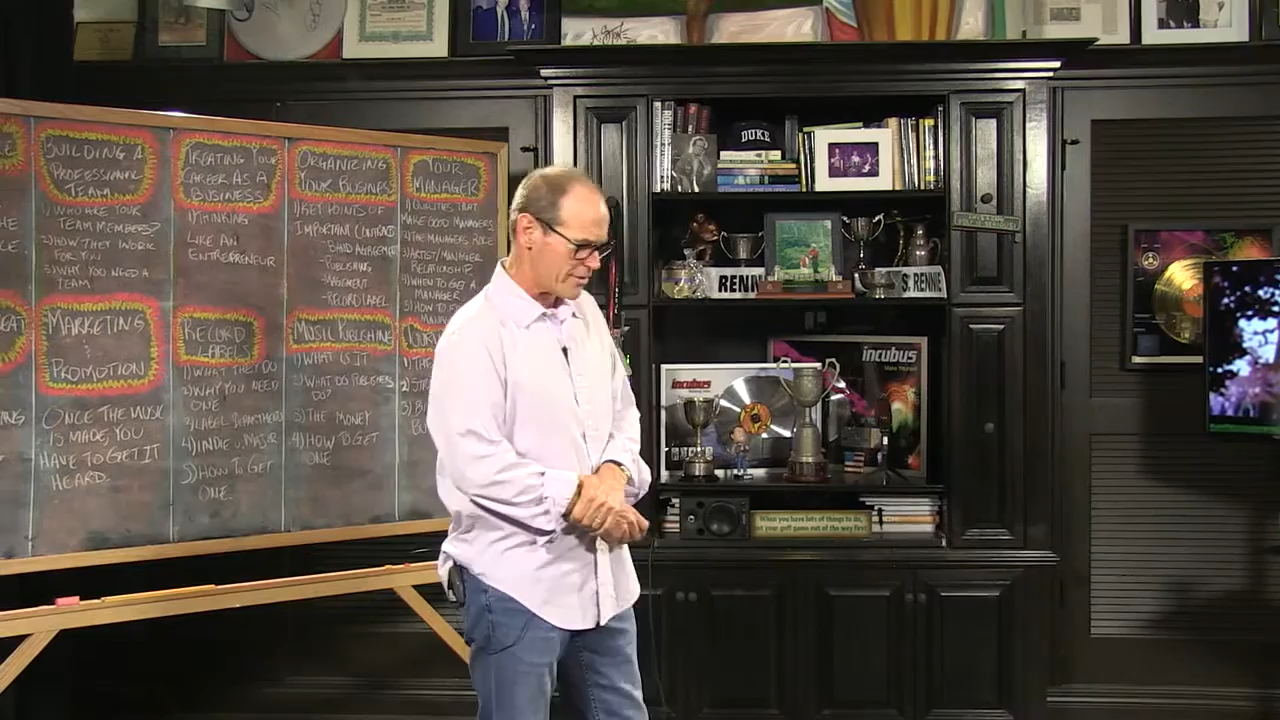 BUILDING A
PROFESSIONAL
TEAM
1) WHO ARE YOUR
TEAM MEMBERS?
2) HOW THEY WORK
FOR YOU
3) WHY YOU NEED A
TEAM
TREATING YOUR
CAREER AS A
BUSINESS
1) THINKING
LIKE AN
ENTREPRENEUR
ORGANIZING
YOUR BUSINESS
1) KEY POINTS OF
IMPORTANT CONTRACT
- BAND AGREEMENT
- PUBLISHING
- RECORD LABEL
YOUR
MANAGER
1) QUALITIES THAT
MAKE GOOD MANAGERS
2) THE MANAGERS ROLE
3) ARTIST/MANAGER
RELATIONSHIP
4) WHEN TO GET A
MANAGER
MARKETING
&
PROMOTION
ONCE THE MUSIC
IS MADE, YOU
HAVE TO GET IT
HEARD.
RECORD
LABELS
1) WHAT THEY DO
2) WHY YOU NEED
ONE
3) LABEL DEPARTMENTS
4) INDIE v. MAJOR
5) HOW TO GET
ONE.
MUSIC PUBLISHING
1) WHAT IS IT
2) WHAT DO PUBLISHERS
DO?
3) THE MONEY
4) HOW TO GET
ONE
DUKE
RENN
S. RENNIE
incubus
incubus
Make Yourself
When you have lots of things to do,
get your golf game out of the way first